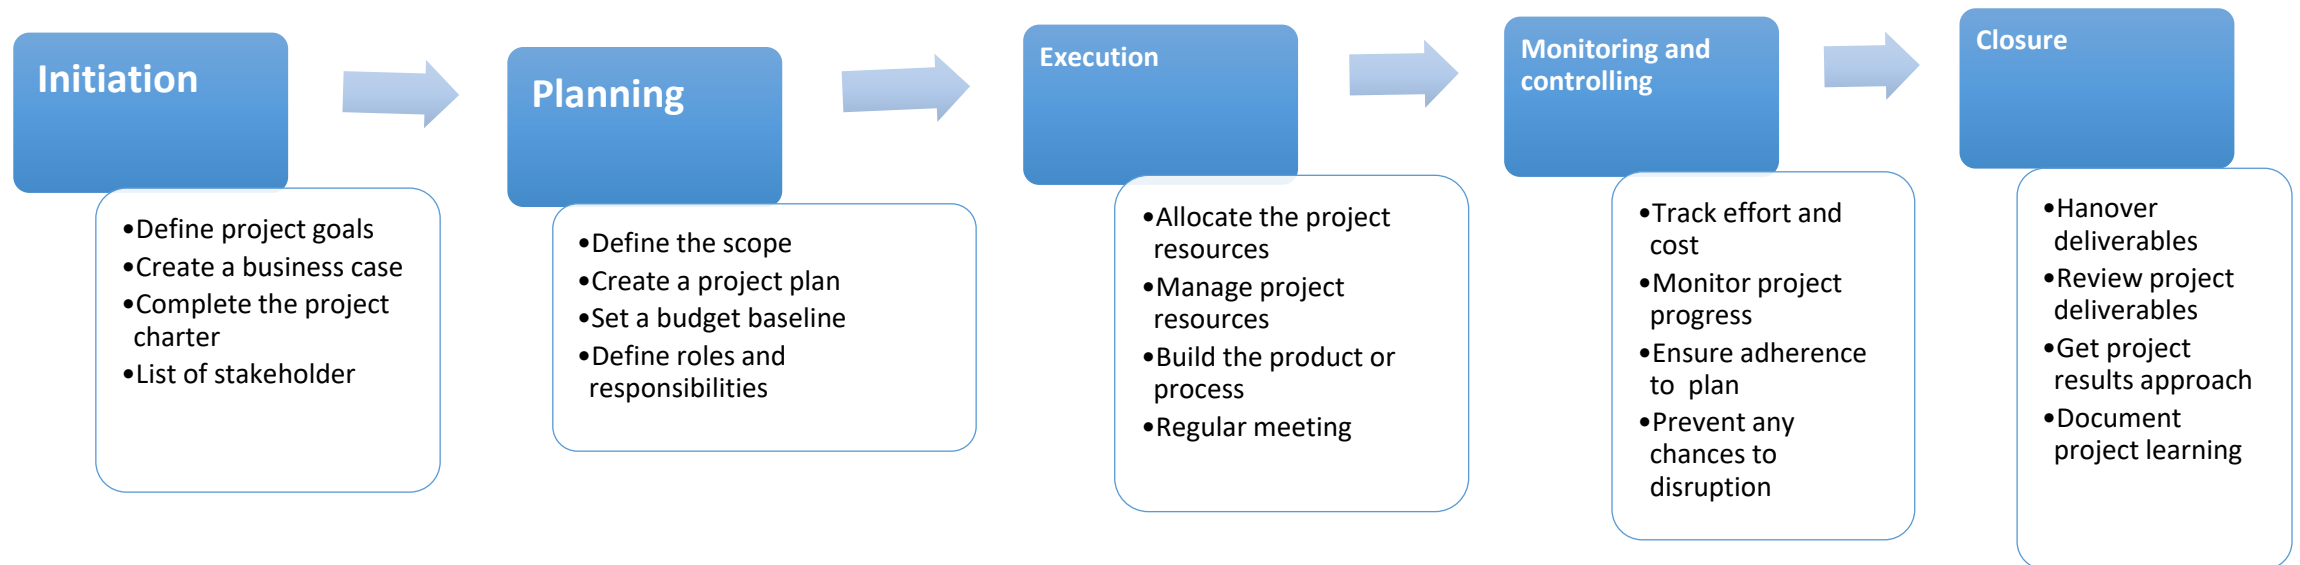 Initiation
•Define project goals
•Create a business case
•Complete the project
charter
•List of stakeholder
Planning
•Define the scope
•Create a project plan
•Set a budget baseline
•Define roles and
responsibilities
Execution
•Allocate the project
resources
•Manage project
resources
•Build the product or
process
•Regular meeting
Monitoring and
controlling
•Track effort and
cost
•Monitor project
progress
•Ensure adherence
to plan
•Prevent any
chances to
disruption
Closure
•Hanover
deliverables
•Review project
deliverables
•Get project
results approach
•Document
project learning